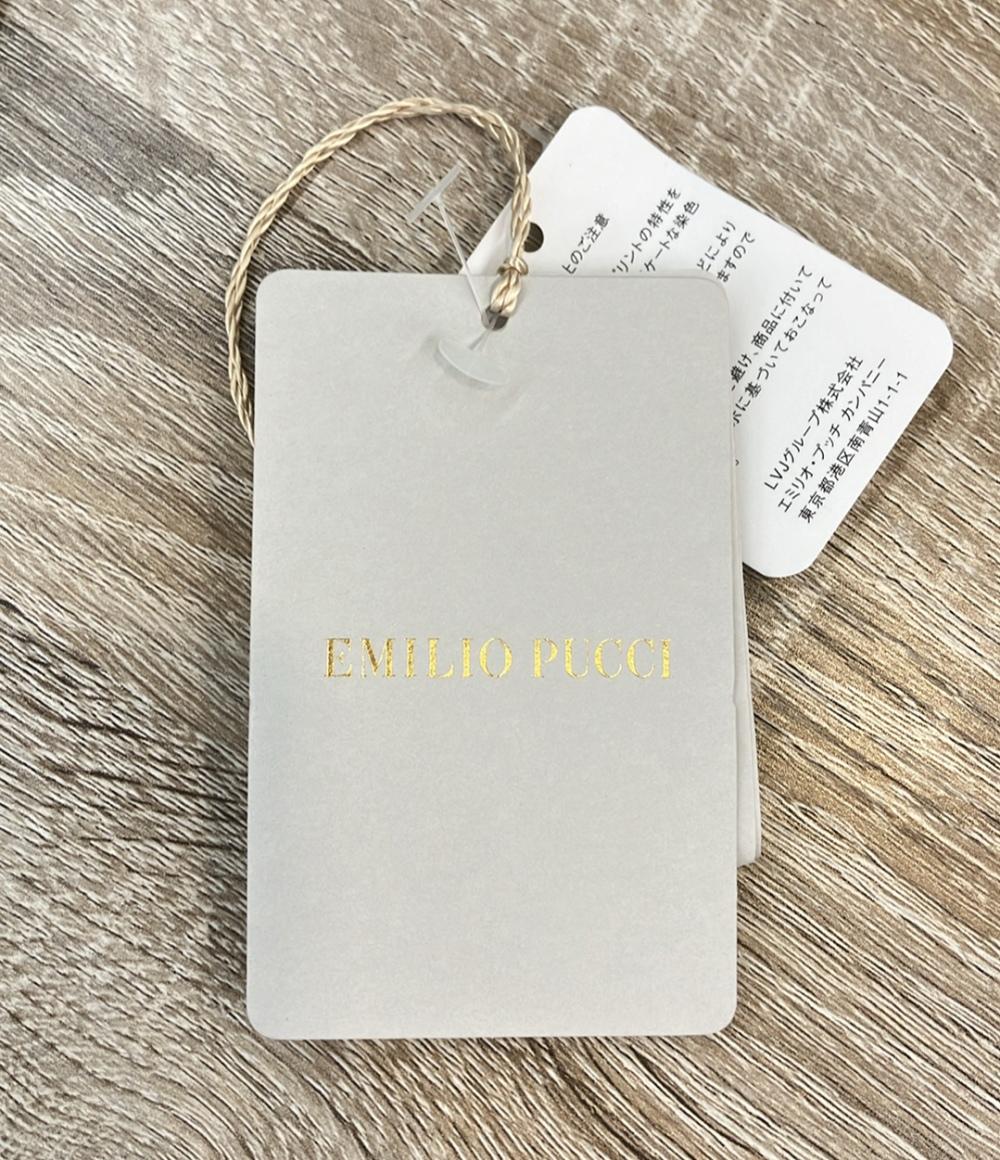 EMILIO PUCCI
のご注意
プリントの特性を
ケートな染色
どにより
ますので
避け、商品に付いて
に基づいておこなって
LVJグループ株式会社
エミリオ・プッチ カンパニー
東京都港区南青山1-1-1